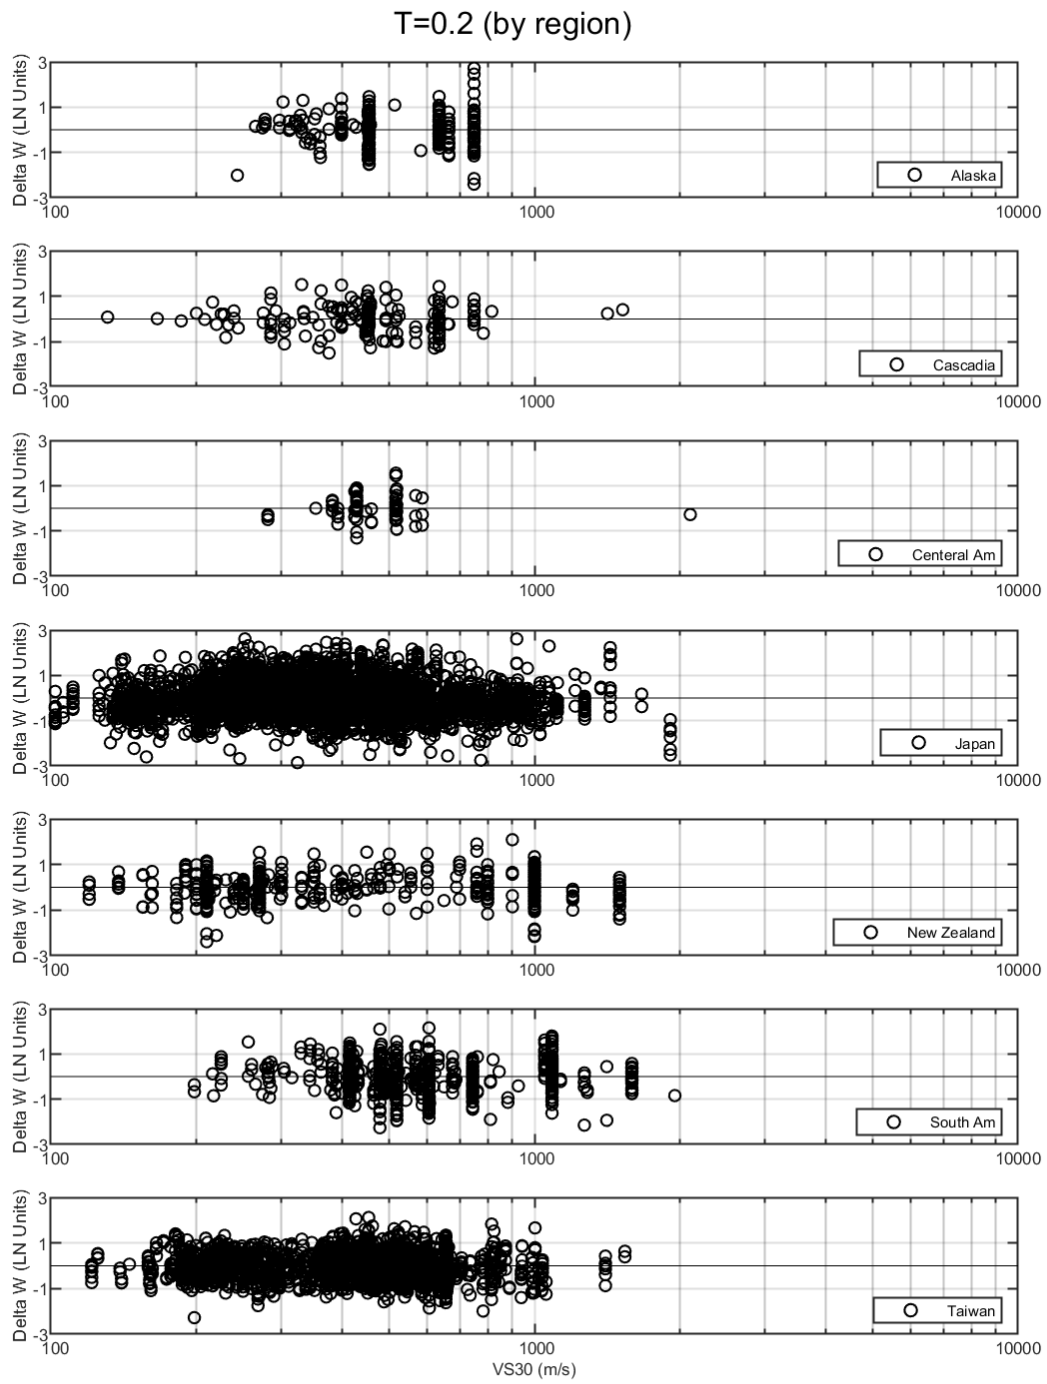 T=0.2 (by region)
3
1
-1
-3
Delta W (LN Units)
Alaska
100 1000 10000
3
1
-1
-3
Delta W (LN Units)
Cascadia
100 1000 10000
3
1
-1
-3
Delta W (LN Units)
Centeral Am
100 1000 10000
3
1
-1
-3
Delta W (LN Units)
Japan
100 1000 10000
3
1
-1
-3
Delta W (LN Units)
New Zealand
100 1000 10000
3
1
-1
-3
Delta W (LN Units)
South Am
100 1000 10000
3
1
-1
-3
Delta W (LN Units)
Taiwan
100 1000 10000
VS30 (m/s)